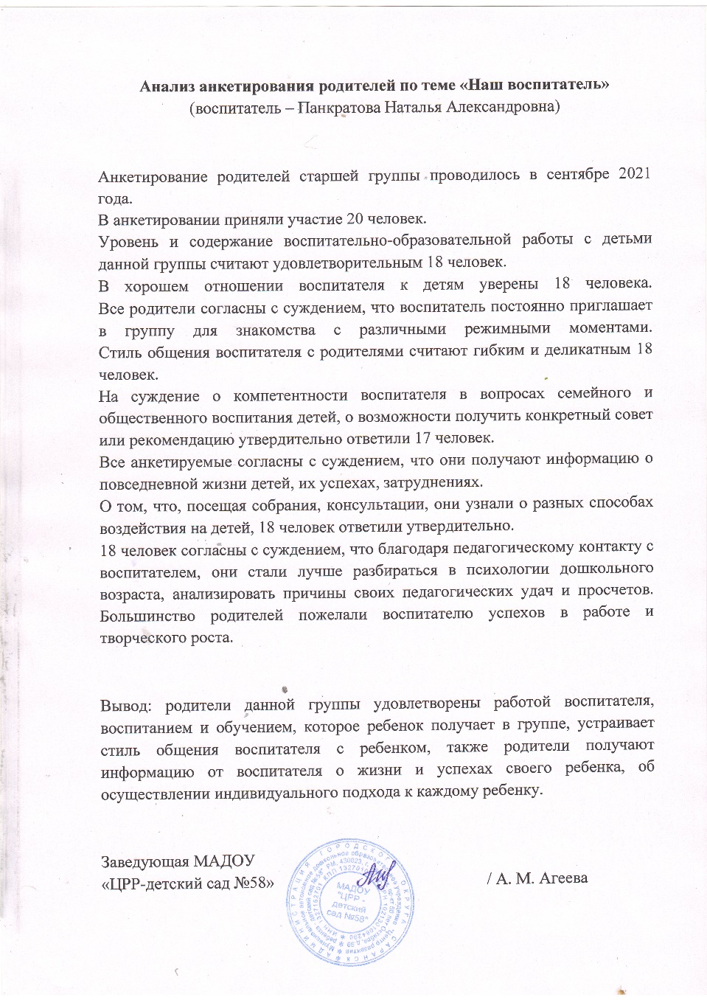 Анализ анкетирования родителей по теме «Наш воспитатель»
(воспитатель – Панкратова Наталья Александровна)
Анкетирование родителей старшей группы проводилось в сентябре 2021
года.
В анкетировании приняли участие 20 человек.
Уровень и содержание воспитательно-образовательной работы с детьми
данной группы считают удовлетворительным 18 человек.
В хорошем отношении воспитателя к детям уверены 18 человека.
Все родители согласны с суждением, что воспитатель постоянно приглашает
в группу для знакомства с различными режимными моментами.
Стиль общения воспитателя с родителями считают гибким и деликатным 18
человек.
На суждение о компетентности воспитателя в вопросах семейного и
общественного воспитания детей, о возможности получить конкретный совет
или рекомендацию утвердительно ответили 17 человек.
Все анкетируемые согласны с суждением, что они получают информацию о
повседневной жизни детей, их успехах, затруднениях.
О том, что, посещая собрания, консультации, они узнали о разных способах
воздействия на детей, 18 человек ответили утвердительно.
18 человек согласны с суждением, что благодаря педагогическому контакту с
воспитателем, они стали лучше разбираться в психологии дошкольного
возраста, анализировать причины своих педагогических удач и просчетов.
Большинство родителей пожелали воспитателю успехов в работе и
творческого роста.
Вывод: родители данной группы удовлетворены работой воспитателя,
воспитанием и обучением, которое ребенок получает в группе, устраивает
стиль общения воспитателя с ребенком, также родители получают
информацию от воспитателя о жизни и успехах своего ребенка, об
осуществлении индивидуального подхода к каждому ребенку.
Заведующая МАДОУ
«ЦРР-детский сад №58»
/ А. М. Агеева
АДМИНИСТРАЦИЯ ГОРОДСКОГО ОКРУГА САРАНСК
МАДОУ
"ЦРР -
детский
сад №58"